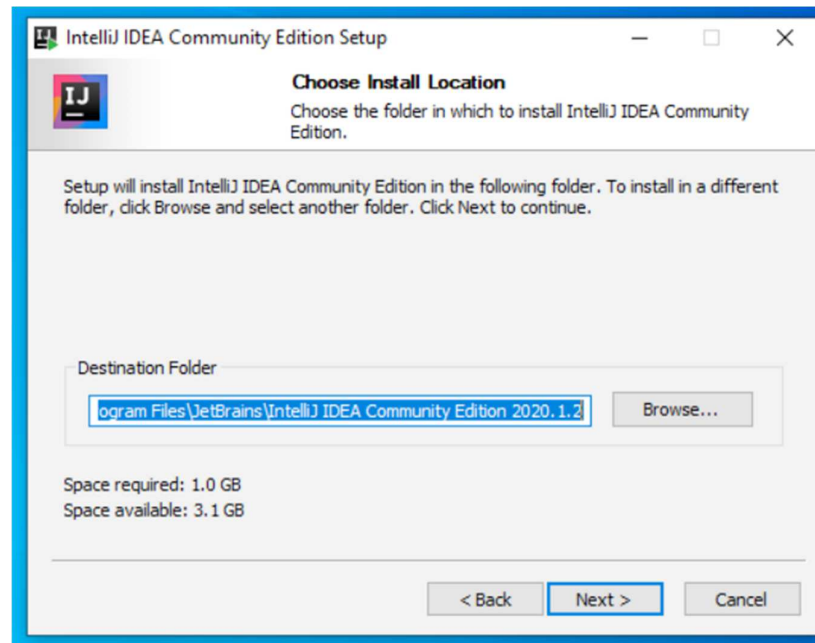 IntelliJ IDEA Community Edition Setup
IJ
Choose Install Location
Choose the folder in which to install IntelliJ IDEA Community
Edition.
Setup will install IntelliJ IDEA Community Edition in the following folder. To install in a different
folder, click Browse and select another folder. Click Next to continue.
Destination Folder
ogram Files\JetBrains\IntelliJ IDEA Community Edition 2020.1.2
Browse...
Space required: 1.0 GB
Space available: 3.1 GB
< Back
Next >
Cancel